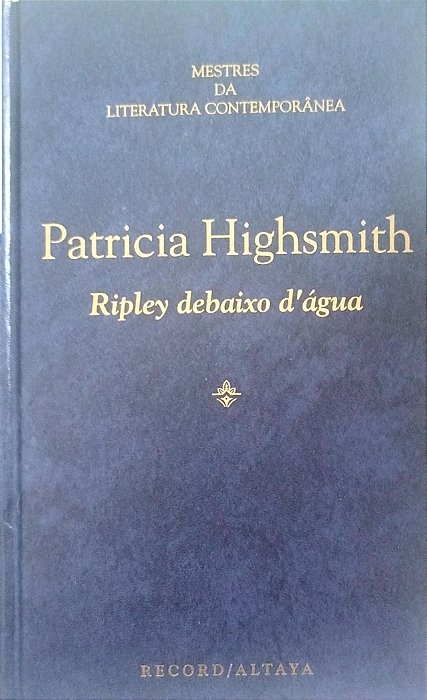 MESTRES
DA
LITERATURA CONTEMPORÂNEA
Patricia Highsmith
Ripley debaixo d'água
RECORD/ALTAYA